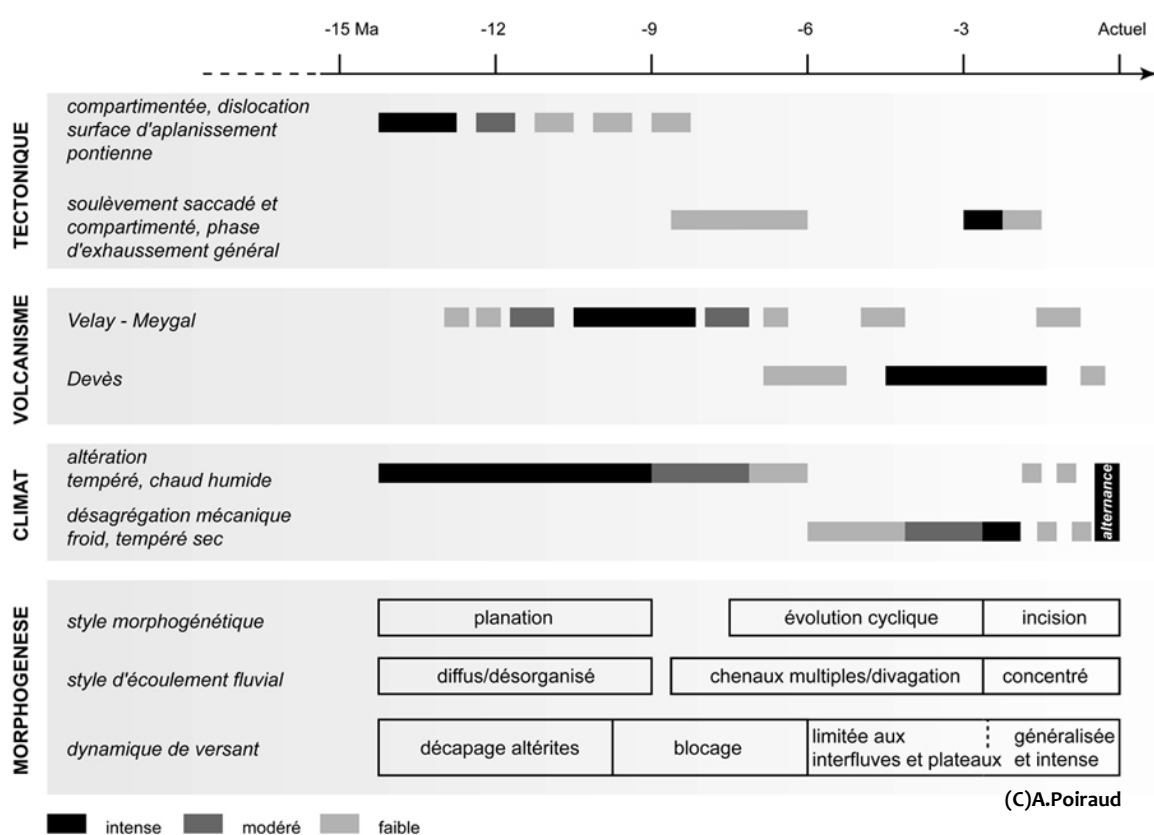 -15 Ma
-12
-9
-6
-3
Actuel
TECTONIQUE
compartimentée, dislocation
surface d'aplanissement
pontienne
soulèvement saccadé et
compartimenté, phase
d'exhaussement général
VOLCANISME
Velay - Meygal
Devès
CLIMAT
altération
tempéré, chaud humide
désagrégation mécanique
froid, tempéré sec
alternance
MORPHOGENESE
style morphogénétique
planation
évolution cyclique
incision
style d'écoulement fluvial
diffus/désorganisé
chenaux multiples/divagation
concentré
dynamique de versant
décapage altérites
blocage
limitée aux
interfluves et plateaux
généralisée
et intense
(C)A.Poiraud
intense
modéré
faible